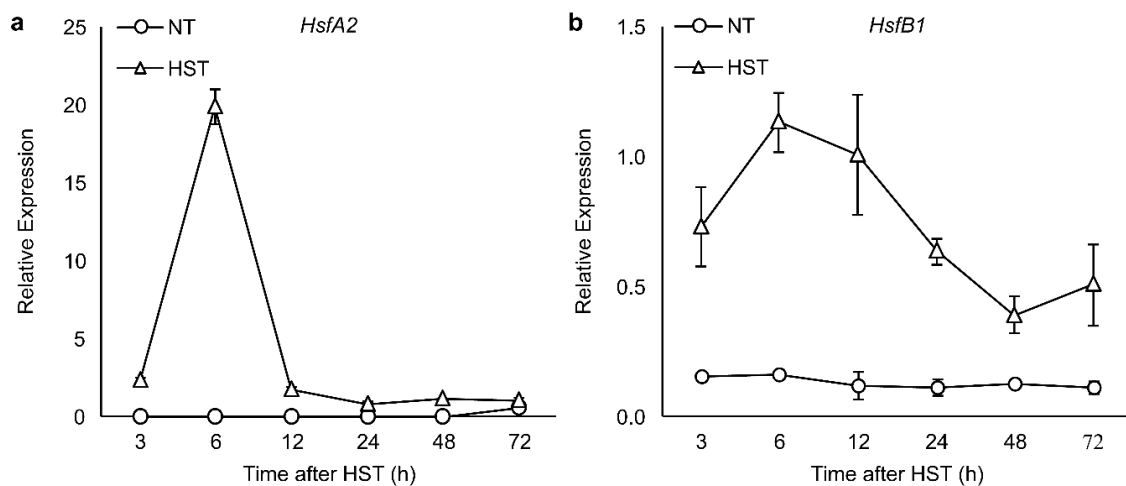 a
HsfA2
NT
HST
Relative Expression
25
20
15
10
5
0
3 6 12 24 48 72
Time after HST (h)
b
HsfB1
NT
HST
Relative Expression
1.5
1.0
0.5
0.0
3 6 12 24 48 72
Time after HST (h)